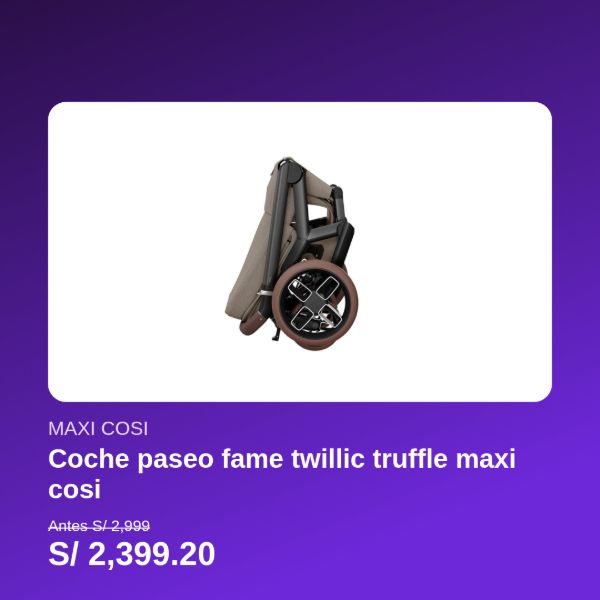 MAXI COSI
Coche paseo fame twillic truffle maxi
cosi
Antes S/ 2,999
S/ 2,399.20